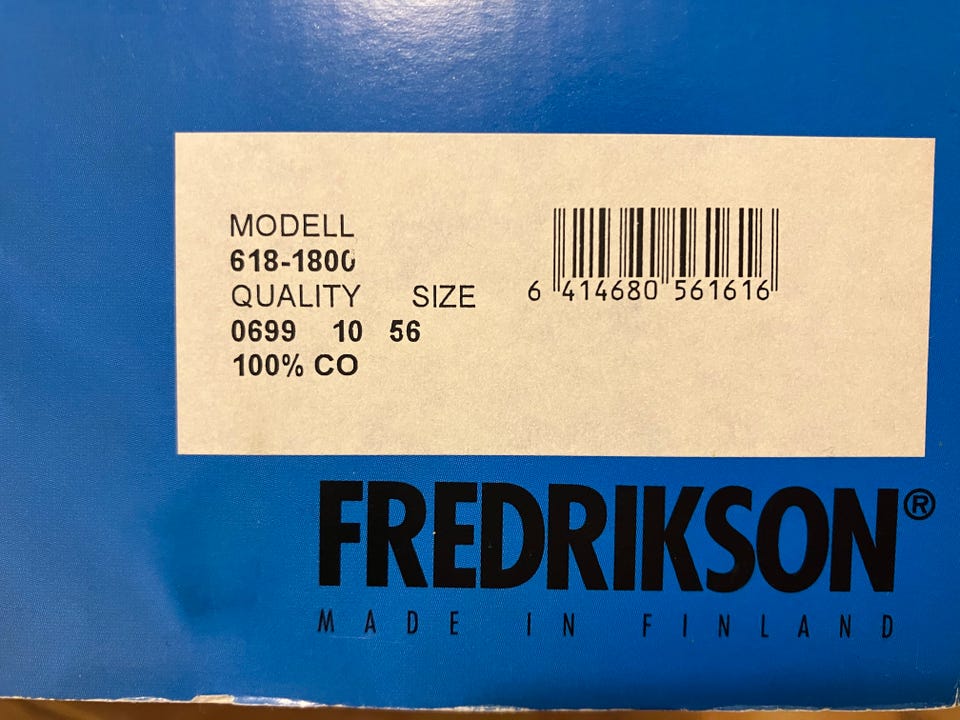 MODELL
618-1800
QUALITY SIZE
0699 10 56
100% CO
6 414680 561616
FREDRIKSON®
MADE IN FINLAND